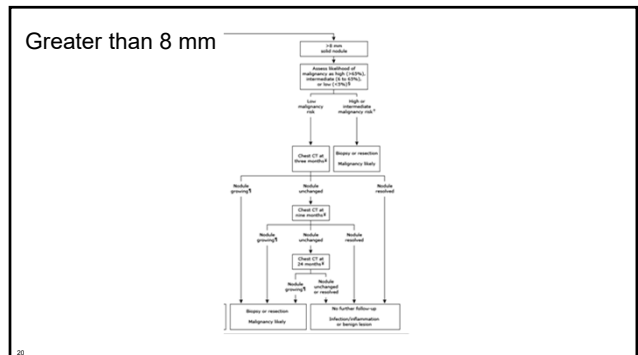 Greater than 8 mm
>8 mm
solid nodule
Assess likelihood of
malignancy as high (>65%),
intermediate (5 to 65%),
or low (<5%)
Low
malignancy
risk
High or
intermediate
malignancy risk
Chest CT at
three months
Biopsy or resection
Malignancy likely
Nodule
growing¶
Nodule
unchanged
Nodule
resolved
Chest CT at
nine months
Nodule
growing¶
Nodule
unchanged
Nodule
resolved
Chest CT at
24 months
Nodule
growing¶
Nodule
unchanged
or resolved
Biopsy or resection
Malignancy likely
No further follow-up
Infection/inflammation
or benign lesion
20